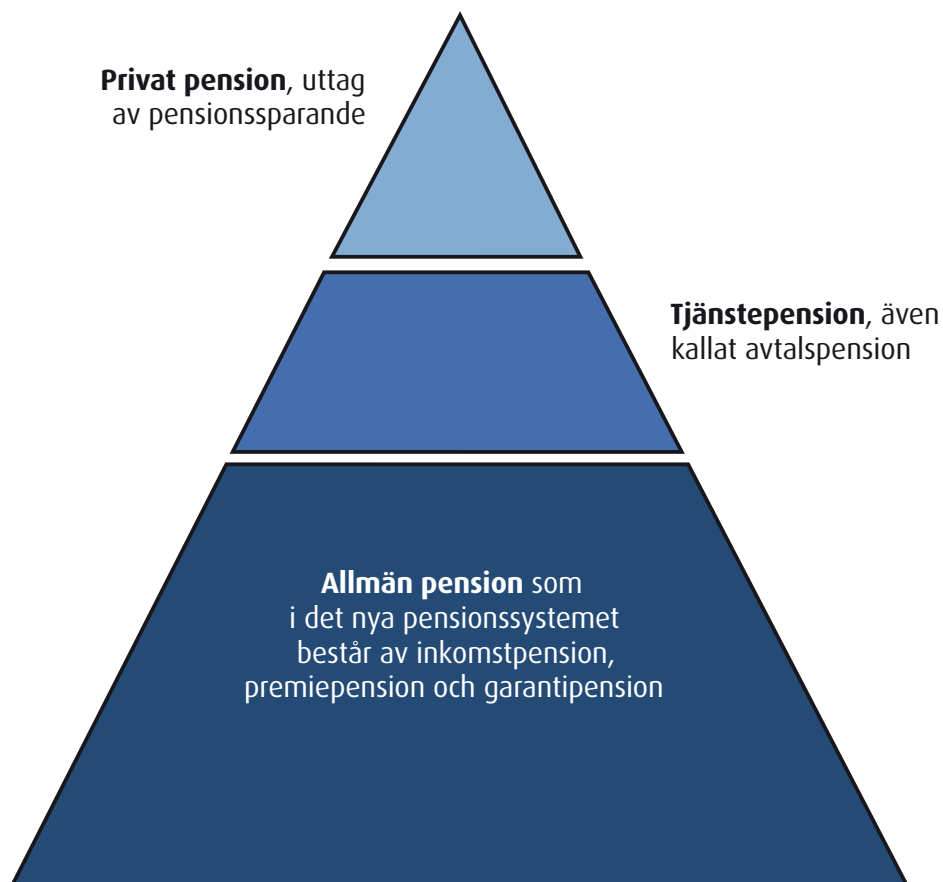 Privat pension, uttag
av pensionssparande
Tjänstepension, även
kallat avtalspension
Allmän pension som
i det nya pensionssystemet
består av inkomstpension,
premiepension och garantipension